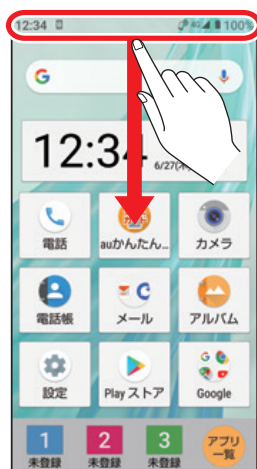 12:34 4G 100%
G
12:34
6/27(木)
電話 auかんたん... カメラ
電話帳 メール アルバム
設定 Play ストア Google
1 2 3 アプリ
一覧
未登録 未登録 未登録